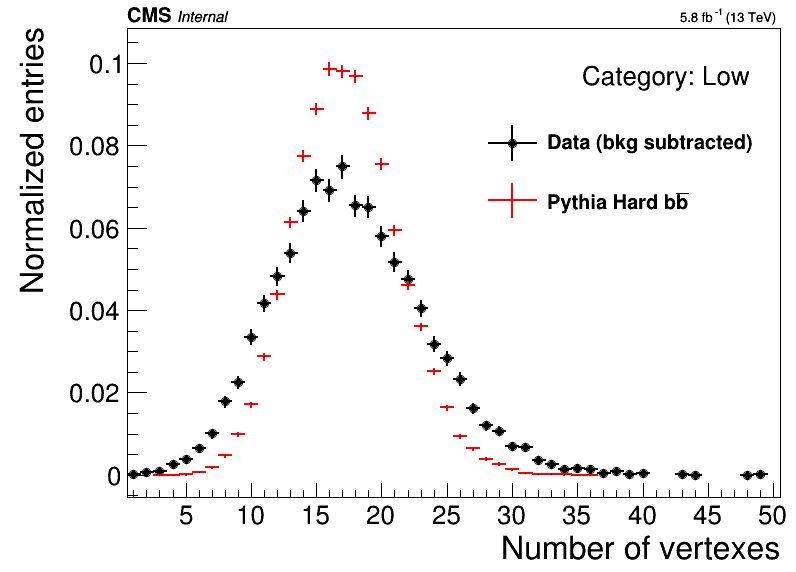 CMS Internal
5.8 fb⁻¹ (13 TeV)
Normalized entries
0.1
0.08
0.06
0.04
0.02
0
Category: Low
Data (bkg subtracted)
Pythia Hard bb̅
5 10 15 20 25 30 35 40 45 50
Number of vertexes